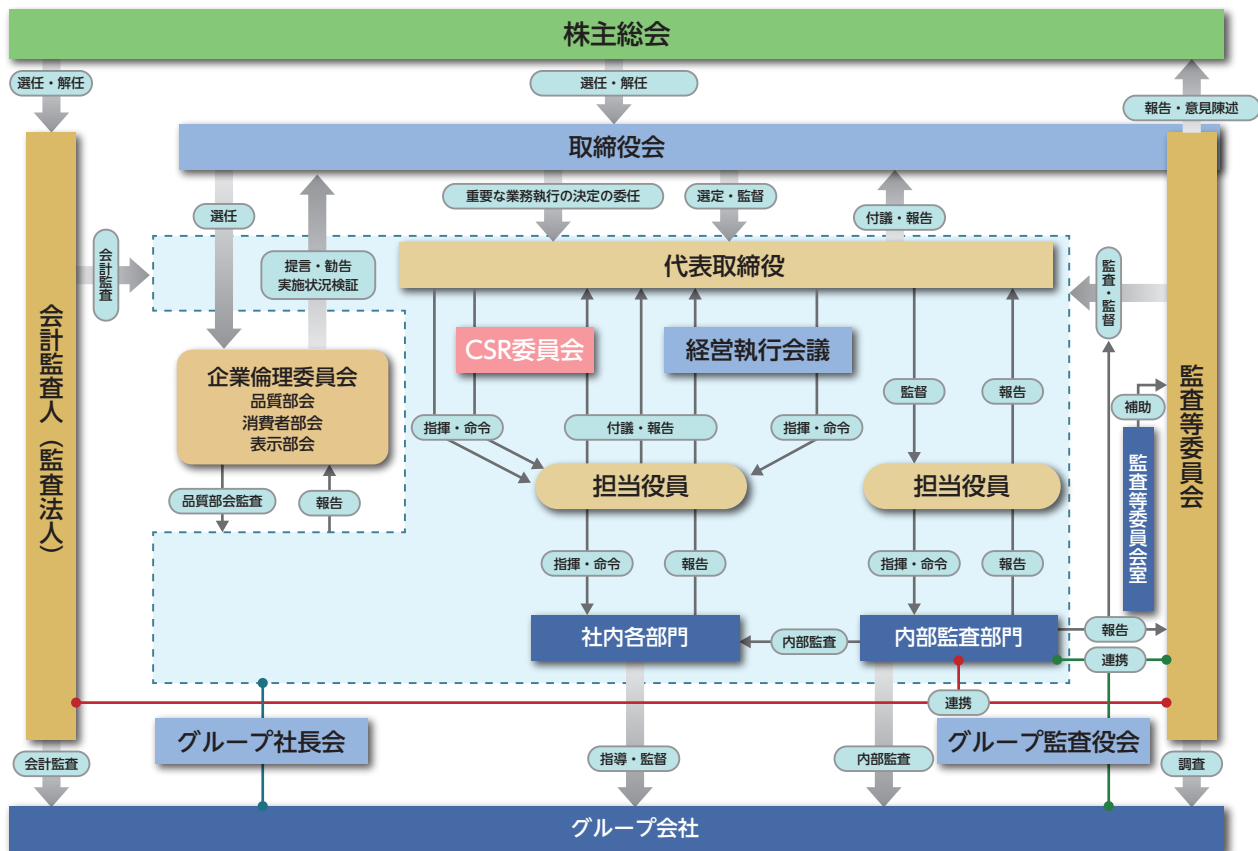 株主総会
選任・解任
選任・解任
報告・意見陳述
取締役会
選任
重要な業務執行の決定の委任
選定・監督
付議・報告
会計監査
提言・勧告
実施状況検証
代表取締役
監査・監督
会計監査人（監査法人）
CSR委員会
経営執行会議
企業倫理委員会
品質部会
消費者部会
表示部会
監督
報告
補助
監査等委員会
指揮・命令
付議・報告
指揮・命令
監査等委員会室
担当役員
担当役員
品質部会監査
報告
指揮・命令
報告
指揮・命令
報告
社内各部門
内部監査
内部監査部門
報告
連携
連携
グループ社長会
グループ監査役会
会計監査
指導・監督
内部監査
調査
グループ会社